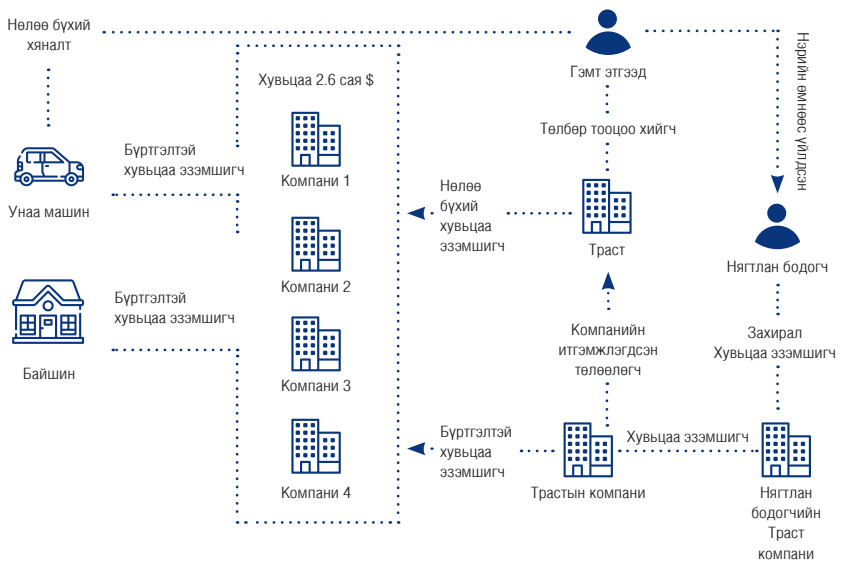 Нөлөө бүхий
хяналт
Гэмт этгээд
Нэрийн өмнөөс үйлдсэн
Хувьцаа 2.6 сая $
Төлбөр тооцоо хийгч
Бүртгэлтэй
хувьцаа эзэмшигч
Компани 1
Унаа машин
Нөлөө
бүхий
хувьцаа
эзэмшигч
Траст
Нягтлан бодогч
Компани 2
Бүртгэлтэй
хувьцаа эзэмшигч
Байшин
Компанийн
итгэмжлэгдсэн
төлөөлөгч
Захирал
Хувьцаа эзэмшигч
Компани 3
Бүртгэлтэй
хувьцаа
эзэмшигч
Хувьцаа эзэмшигч
Компани 4
Трастын компани
Нягтлан
бодогчийн
Траст
компани